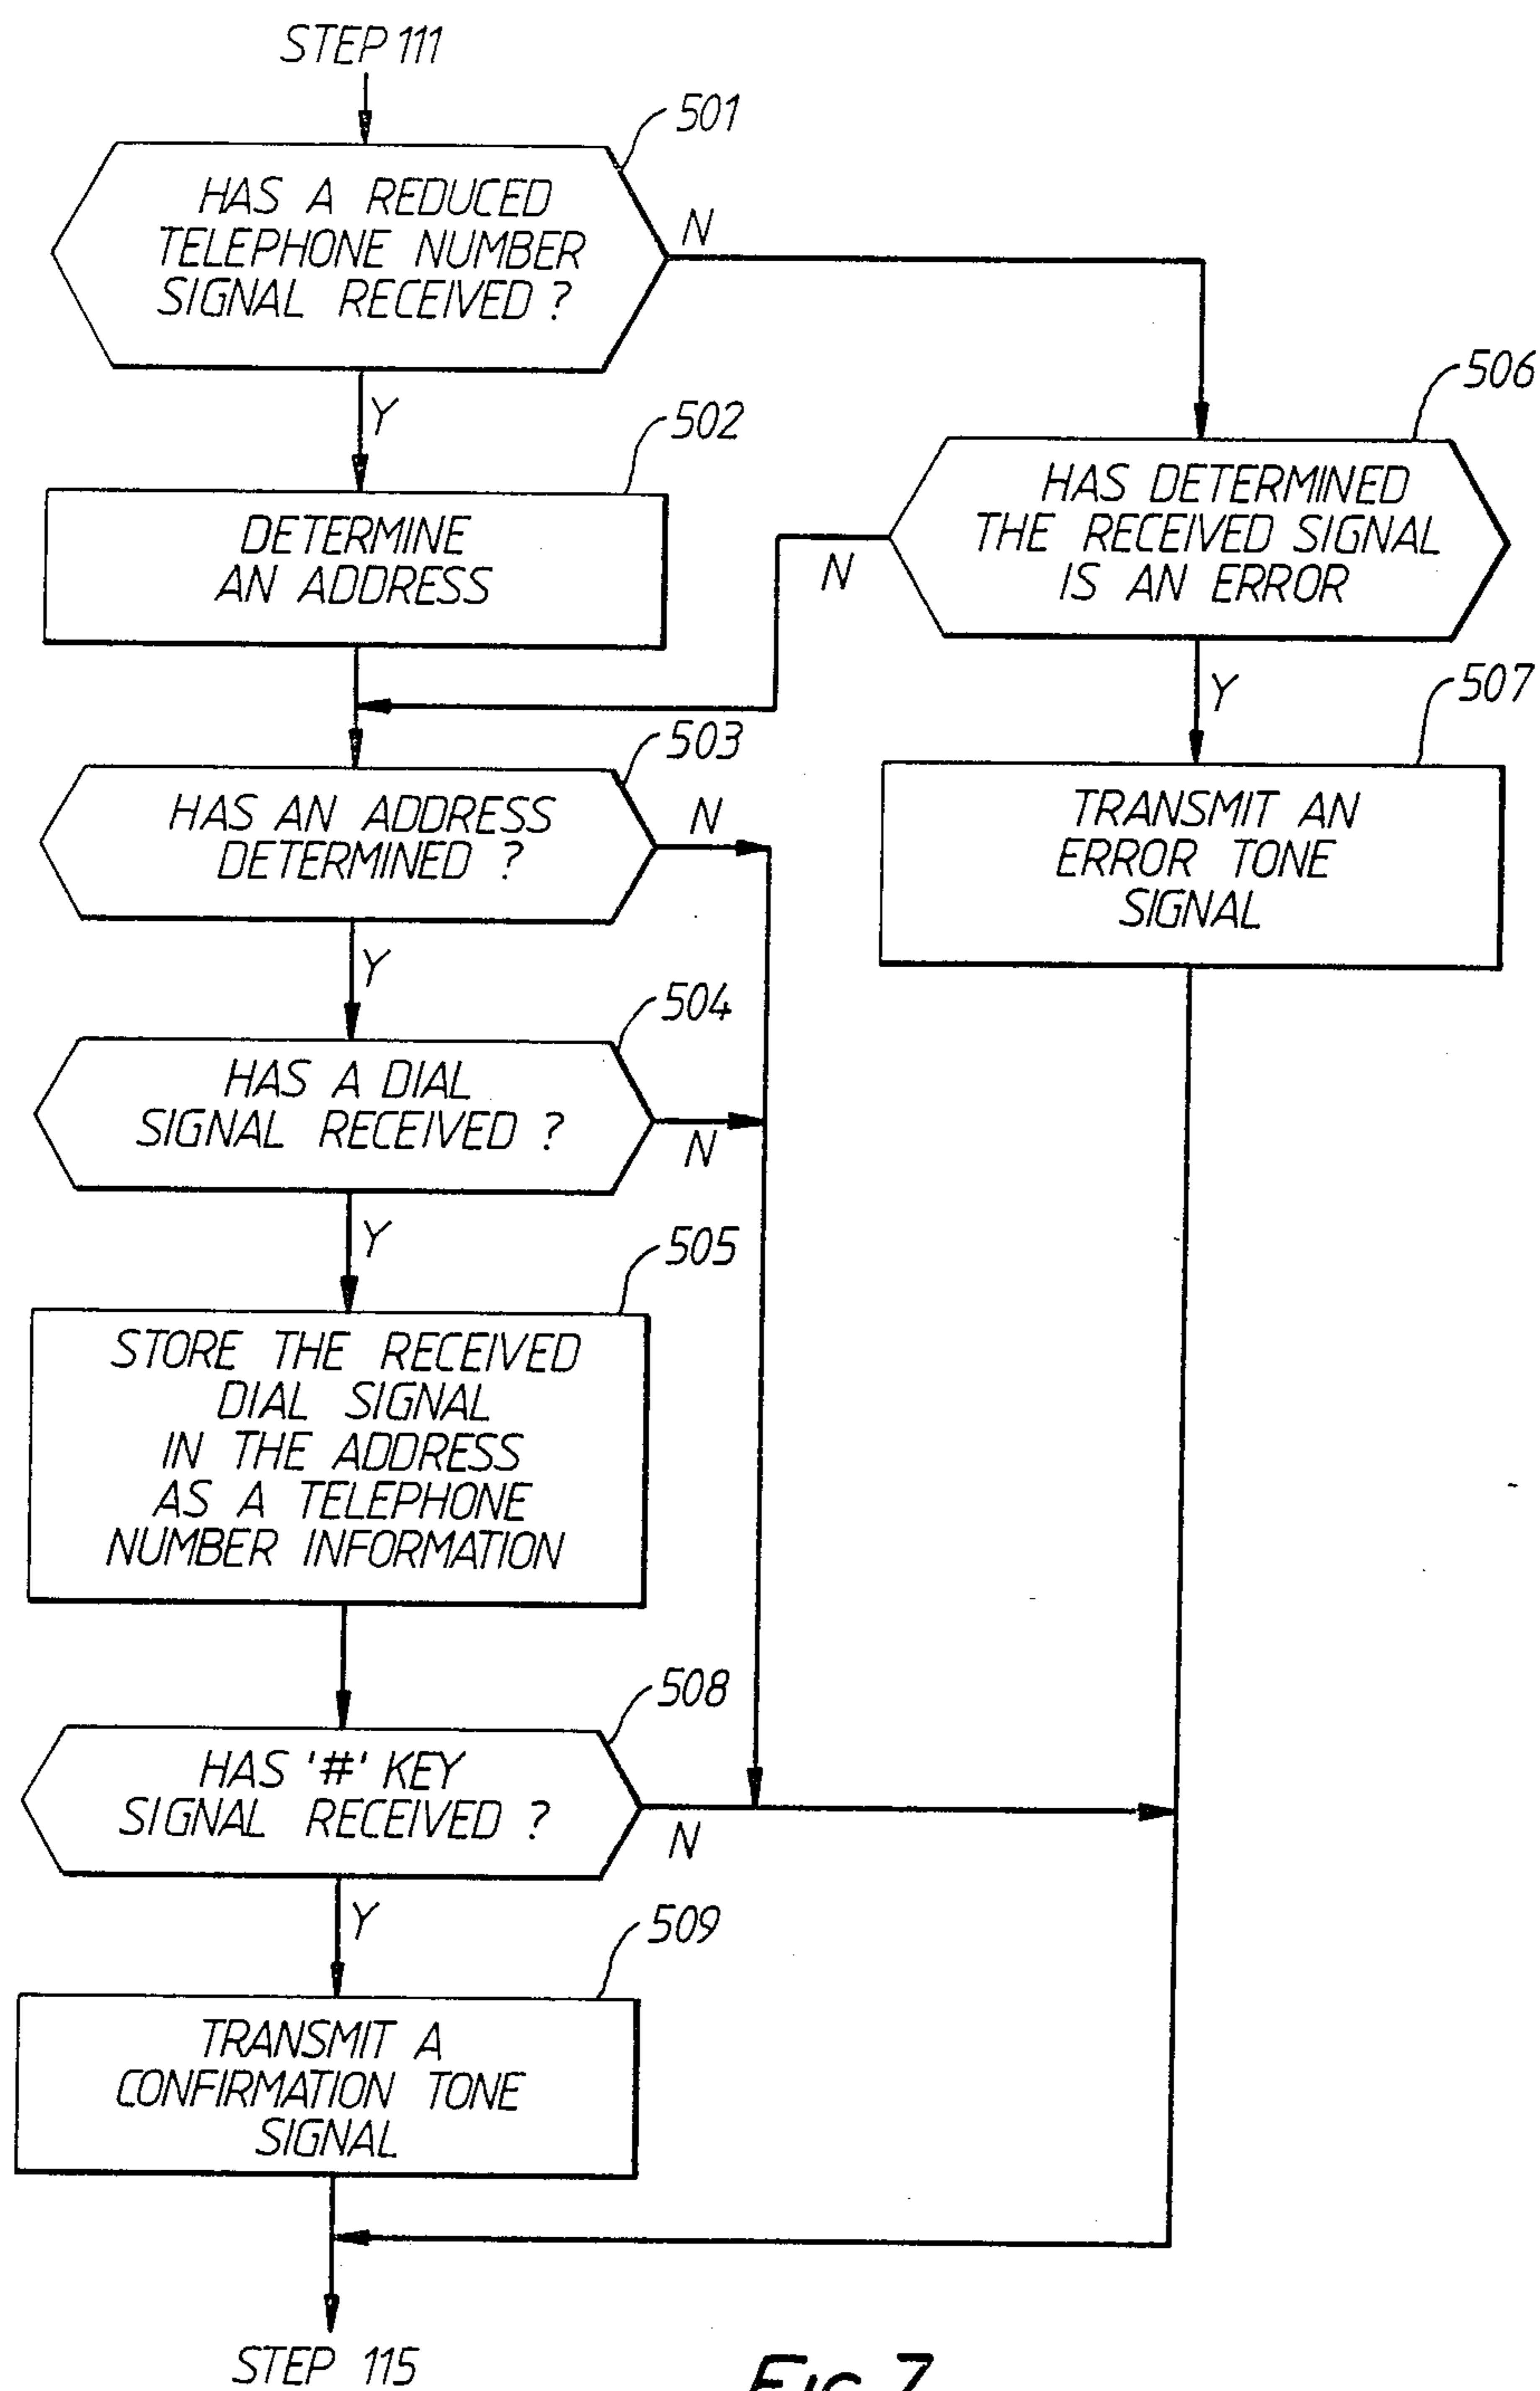 STEP 111
501
HAS A REDUCED
TELEPHONE NUMBER
SIGNAL RECEIVED ?
N
Y
502
DETERMINE
AN ADDRESS
506
HAS DETERMINED
THE RECEIVED SIGNAL
IS AN ERROR
N
Y
507
TRANSMIT AN
ERROR TONE
SIGNAL
503
HAS AN ADDRESS
DETERMINED ?
N
Y
504
HAS A DIAL
SIGNAL RECEIVED ?
N
Y
505
STORE THE RECEIVED
DIAL SIGNAL
IN THE ADDRESS
AS A TELEPHONE
NUMBER INFORMATION
508
HAS '#' KEY
SIGNAL RECEIVED ?
N
Y
509
TRANSMIT A
CONFIRMATION TONE
SIGNAL
STEP 115
FIG. 7